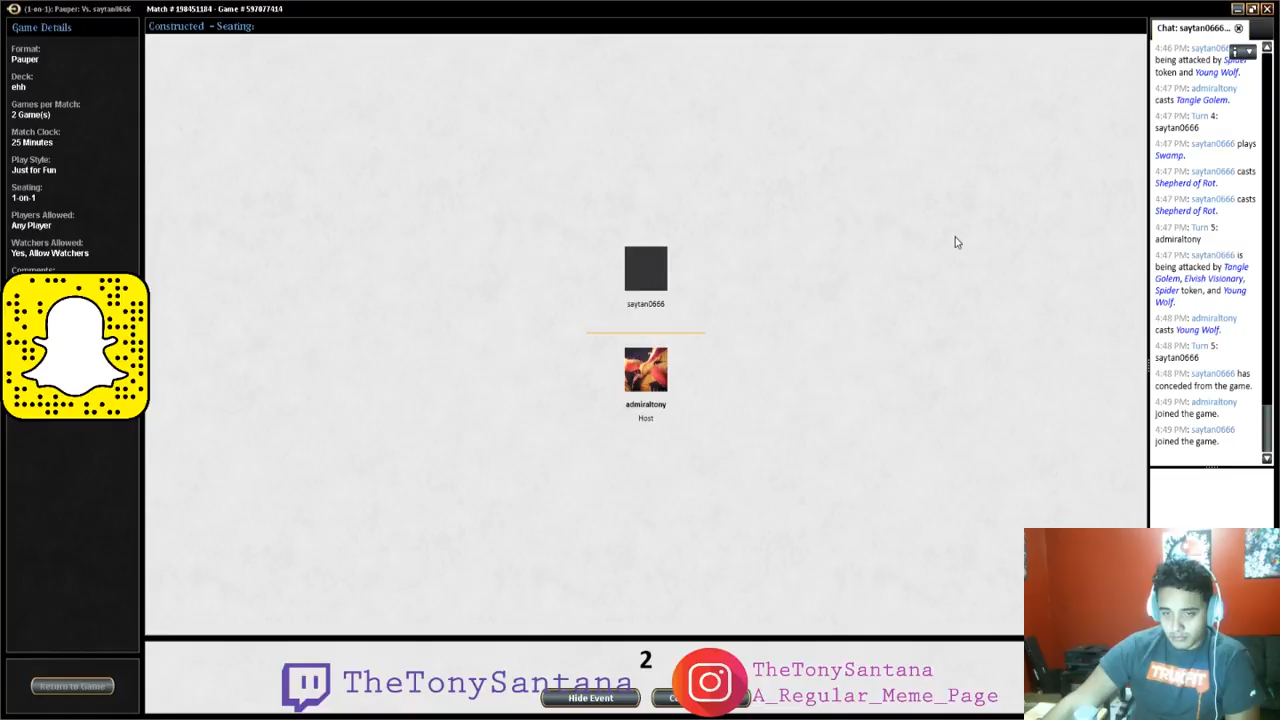 (1-on-1): Pauper: Vs. saytan0666
Match # 198451184 - Game # 597077414
Game Details
Constructed - Seating:
Format:
Pauper
Deck:
ehh
Games per Match:
2 Game(s)
Match Clock:
25 Minutes
Play Style:
Just for Fun
Seating:
1-on-1
Players Allowed:
Any Player
Watchers Allowed:
Yes, Allow Watchers
Comments:
Return to Game
saytan0666
admiraltony
Host
Chat: saytan0666...
4:46 PM: saytan06
being attacked by Spider
token and Young Wolf.
4:47 PM: admiraltony
casts Tangle Golem.
4:47 PM: Turn 4:
saytan0666
4:47 PM: saytan0666 plays
Swamp.
4:47 PM: saytan0666 casts
Shepherd of Rot.
4:47 PM: saytan0666 casts
Shepherd of Rot.
4:47 PM: Turn 5:
admiraltony
4:47 PM: saytan0666 is
being attacked by Tangle
Golem, Elvish Visionary,
Spider token, and Young
Wolf.
4:48 PM: admiraltony
casts Young Wolf.
4:48 PM: Turn 5:
saytan0666
4:48 PM: saytan0666 has
conceded from the game.
4:49 PM: admiraltony
joined the game.
4:49 PM: saytan0666
joined the game.
2
TheTonySantana
Hide Event
TheTonySantana
A_Regular_Meme_Page